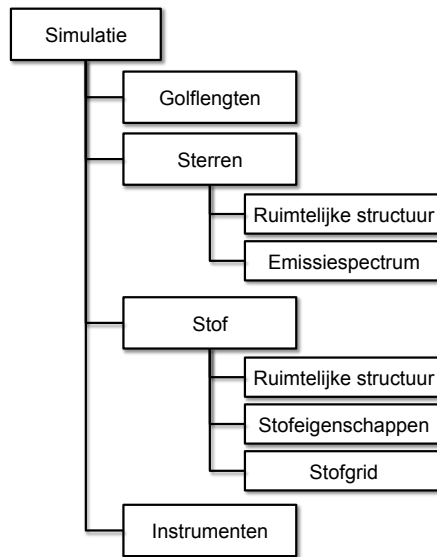 Simulatie
Golflengten
Sterren
Ruimtelijke structuur
Emissiespectrum
Stof
Ruimtelijke structuur
Stofeigenschappen
Stofgrid
Instrumenten